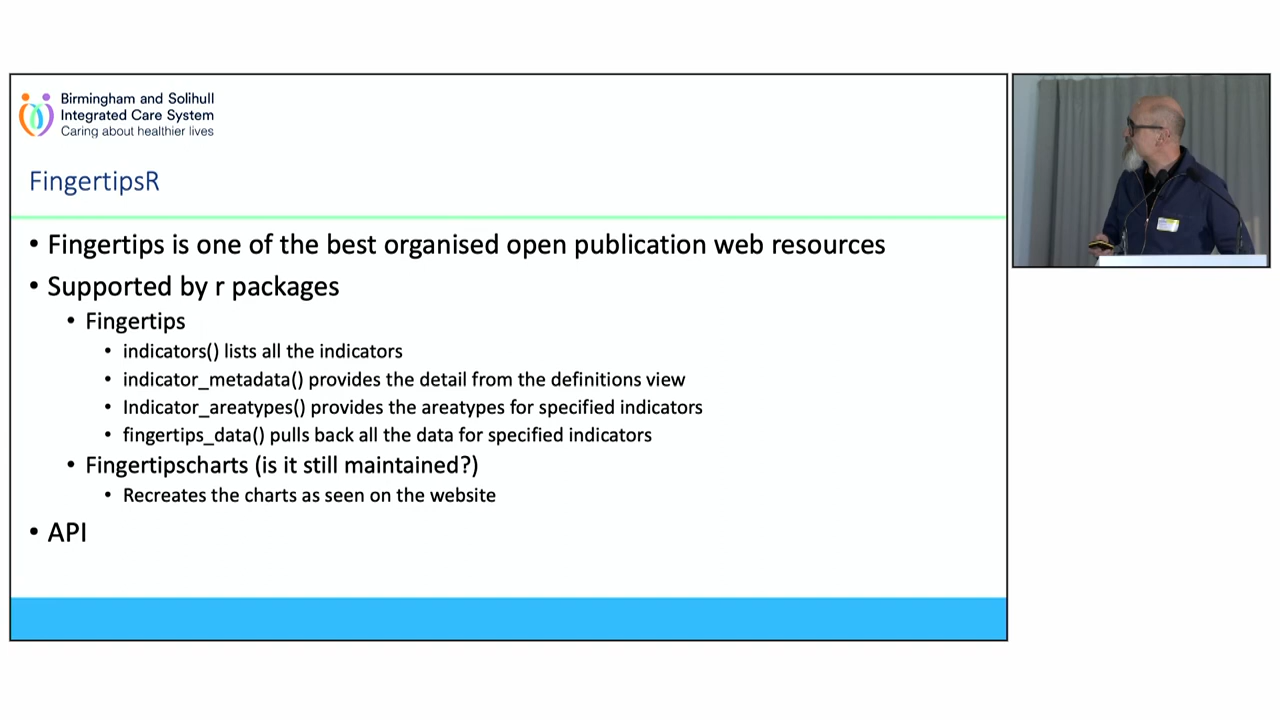 Birmingham and Solihull
Integrated Care System
Caring about healthier lives
FingertipsR
• Fingertips is one of the best organised open publication web resources
• Supported by r packages
• Fingertips
• indicators() lists all the indicators
• indicator_metadata() provides the detail from the definitions view
• Indicator_areatypes() provides the areatypes for specified indicators
• fingertips_data() pulls back all the data for specified indicators
• Fingertipscharts (is it still maintained?)
• Recreates the charts as seen on the website
• API